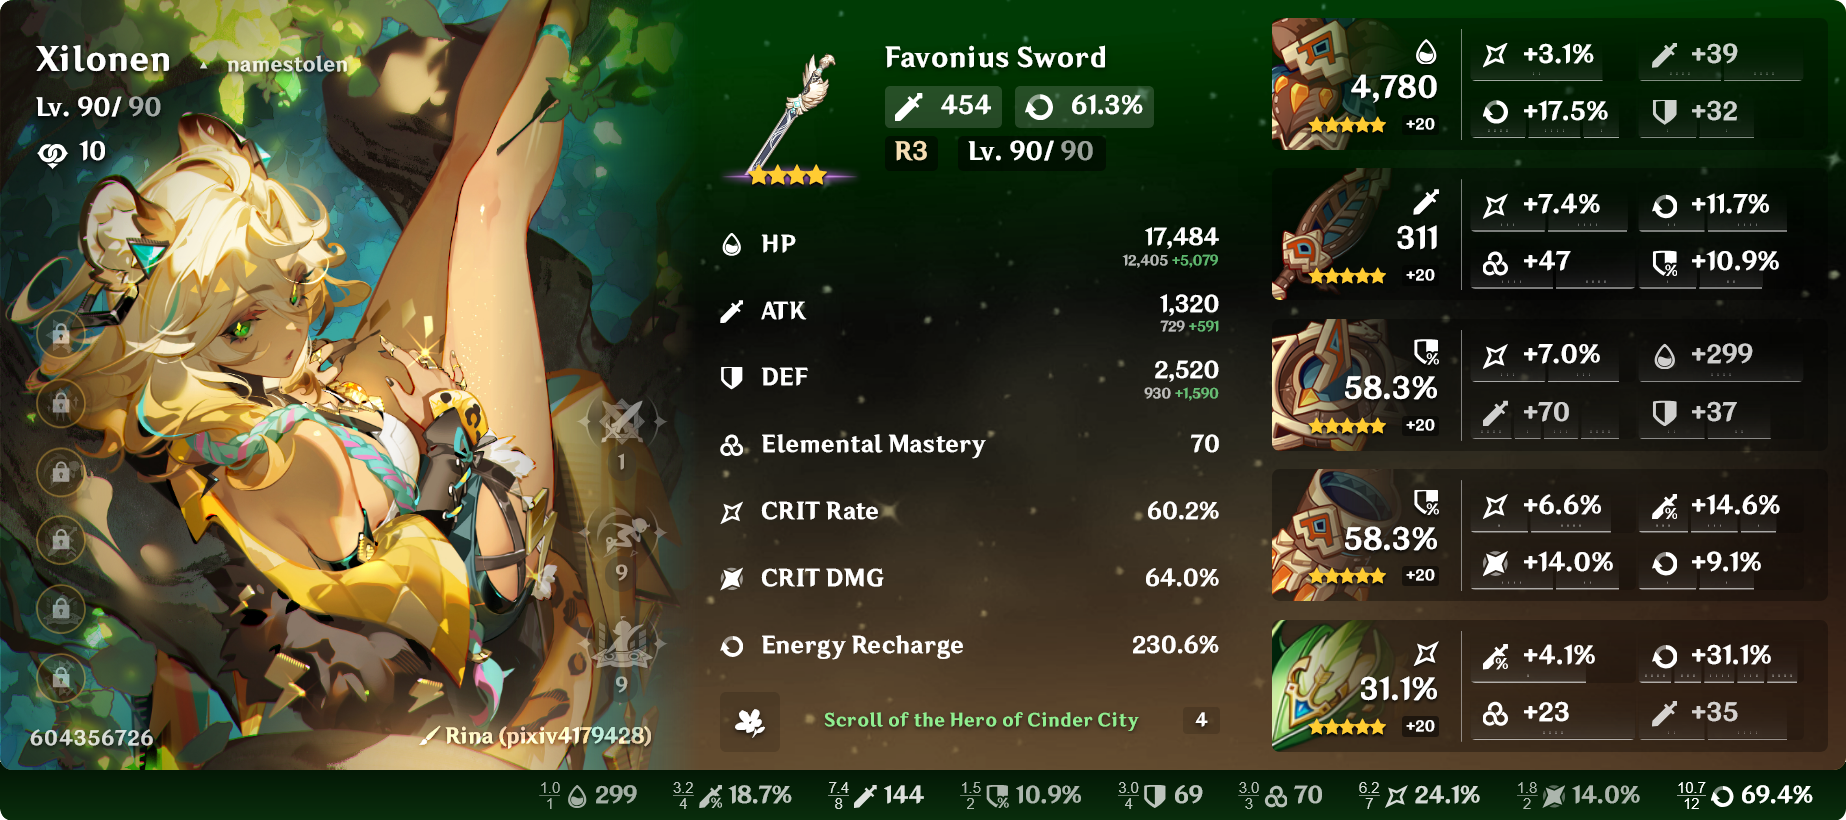 Xilonen namestolen
Lv. 90/ 90
10
1
9
9
604356726
Rina (pixiv4179428)
Favonius Sword
454 61.3%
R3 Lv. 90/ 90
HP 17,484
12,405 +5,079
ATK 1,320
729 +591
DEF 2,520
930 +1,590
Elemental Mastery 70
CRIT Rate 60.2%
CRIT DMG 64.0%
Energy Recharge 230.6%
Scroll of the Hero of Cinder City 4
4,780
+20
+3.1% +39
+17.5% +32
311
+20
+7.4% +11.7%
+47 +10.9%
58.3%
+20
+7.0% +299
+70 +37
58.3%
+20
+6.6% +14.6%
+14.0% +9.1%
31.1%
+20
+4.1% +31.1%
+23 +35
1.0/1 299 3.2/4 18.7% 7.4/8 144 1.5/2 10.9% 3.0/4 69 3.0/3 70 6.2/7 24.1% 1.8/2 14.0% 10.7/12 69.4%